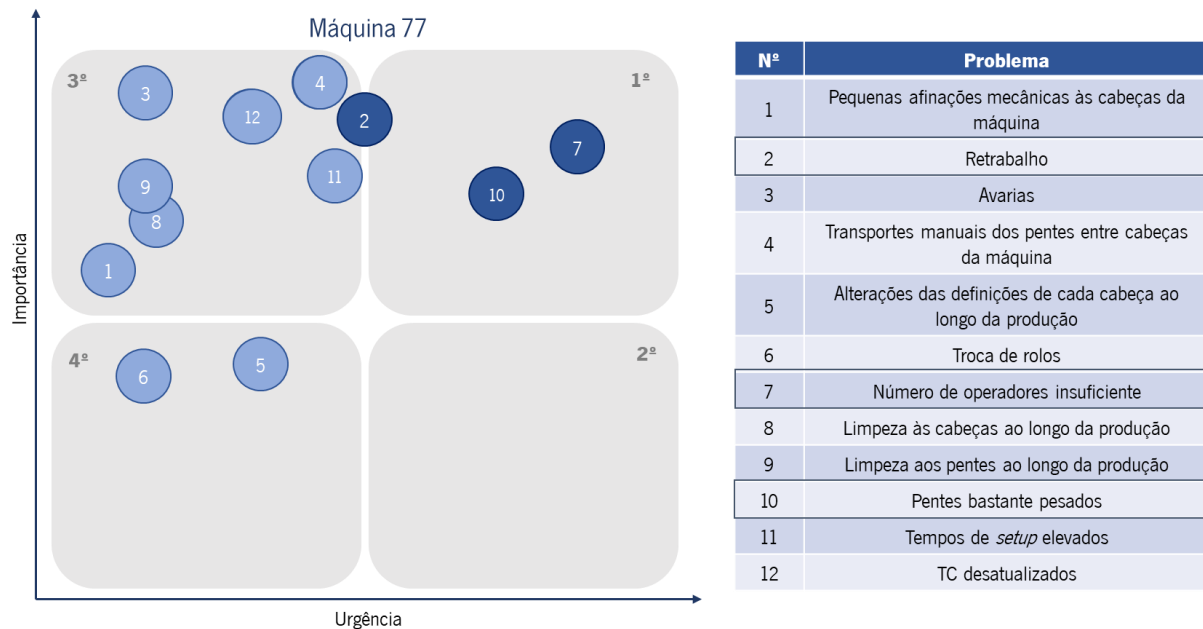 Máquina 77
3º
1º
4º
2º
3
4
12
2
7
9
11
10
8
1
5
6
Importância
Urgência
Nº Problema
1 Pequenas afinações mecânicas às cabeças da
máquina
2 Retrabalho
3 Avarias
4 Transportes manuais dos pentes entre cabeças
da máquina
5 Alterações das definições de cada cabeça ao
longo da produção
6 Troca de rolos
7 Número de operadores insuficiente
8 Limpeza às cabeças ao longo da produção
9 Limpeza aos pentes ao longo da produção
10 Pentes bastante pesados
11 Tempos de setup elevados
12 TC desatualizados